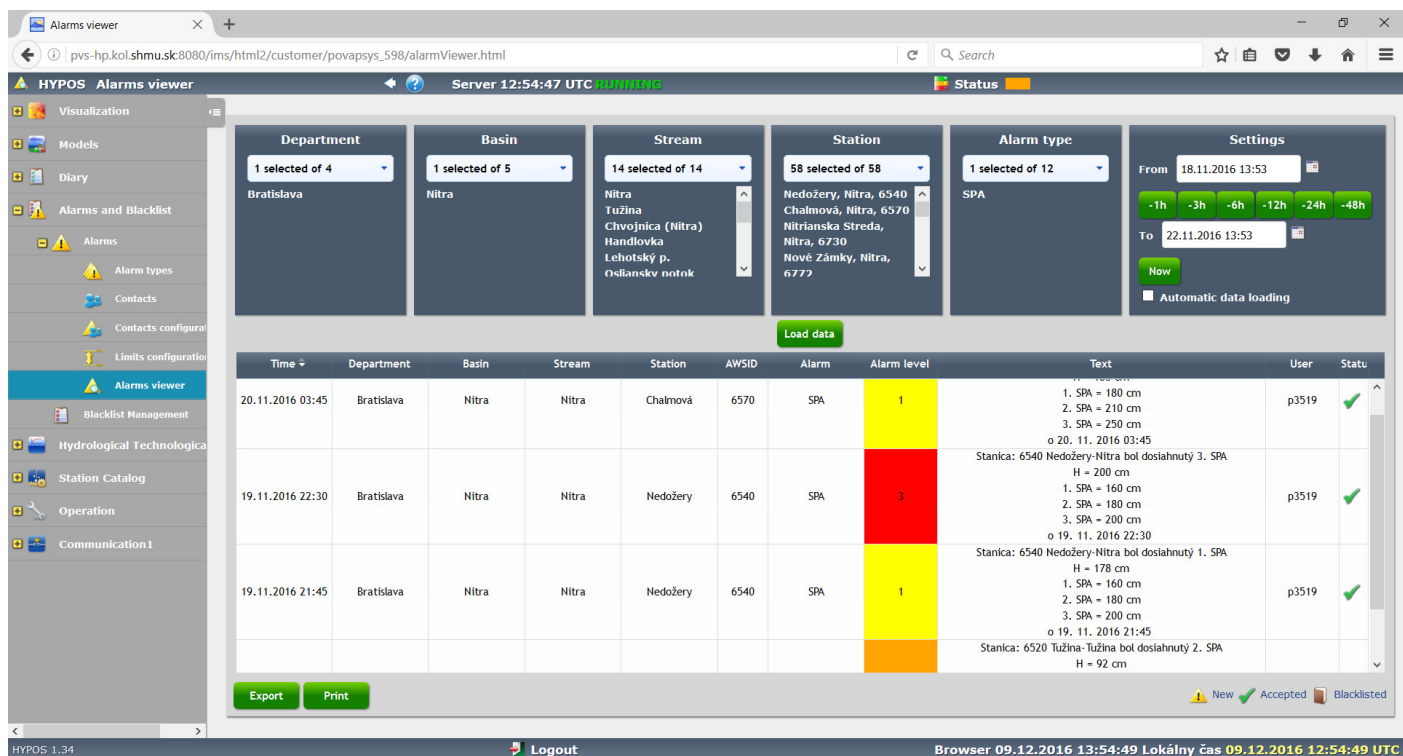 Alarms viewer
pvs-hp.kol.shmu.sk:8080/ims/html2/customer/povapsys_598/alarmViewer.html
Search
HYPOS Alarms viewer
Server 12:54:47 UTC RUNNING
Status
Visualization
Models
Diary
Alarms and Blacklist
Alarms
Alarm types
Contacts
Contacts configurat
Limits configuration
Alarms viewer
Blacklist Management
Hydrological Technologica
Station Catalog
Operation
Communication1
Department
1 selected of 4
Bratislava
Basin
1 selected of 5
Nitra
Stream
14 selected of 14
Nitra
Tužina
Chvojnica (Nitra)
Handlovka
Lehotský p.
Osliansky potok
Station
58 selected of 58
Nedožery, Nitra, 6540
Chalmová, Nitra, 6570
Nitrianska Streda,
Nitra, 6730
Nové Zámky, Nitra,
6772
Alarm type
1 selected of 12
SPA
Settings
From 18.11.2016 13:53
-1h -3h -6h -12h -24h -48h
To 22.11.2016 13:53
Now
Automatic data loading
Load data
Time Department Basin Stream Station AWSID Alarm Alarm level Text User Statu
1. SPA = 180 cm
20.11.2016 03:45 Bratislava Nitra Nitra Chalmová 6570 SPA 1 p3519
2. SPA = 210 cm
3. SPA = 250 cm
o 20. 11. 2016 03:45
Stanica: 6540 Nedožery-Nitra bol dosiahnutý 3. SPA
H = 200 cm
1. SPA = 160 cm
19.11.2016 22:30 Bratislava Nitra Nitra Nedožery 6540 SPA 3 p3519
2. SPA = 180 cm
3. SPA = 200 cm
o 19. 11. 2016 22:30
Stanica: 6540 Nedožery-Nitra bol dosiahnutý 1. SPA
H = 178 cm
1. SPA = 160 cm
19.11.2016 21:45 Bratislava Nitra Nitra Nedožery 6540 SPA 1 p3519
2. SPA = 180 cm
3. SPA = 200 cm
o 19. 11. 2016 21:45
Stanica: 6520 Tužina-Tužina bol dosiahnutý 2. SPA
H = 92 cm
Export Print
New Accepted Blacklisted
HYPOS 1.34
Logout
Browser 09.12.2016 13:54:49 Lokálny čas 09.12.2016 12:54:49 UTC